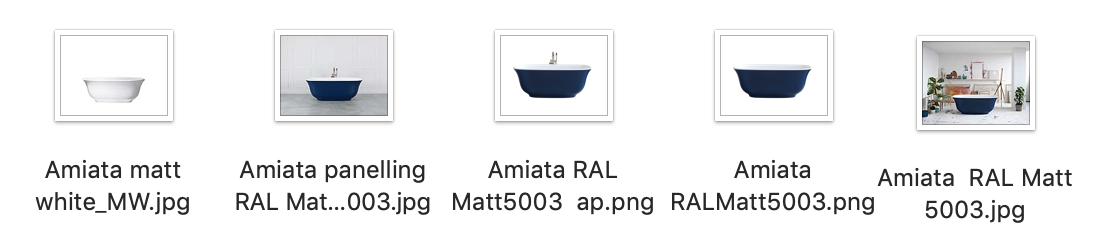 Amiata matt
white_MW.jpg
Amiata panelling
RAL Mat...003.jpg
Amiata RAL
Matt5003  ap.png
Amiata
RALMatt5003.png
Amiata  RAL Matt
5003.jpg